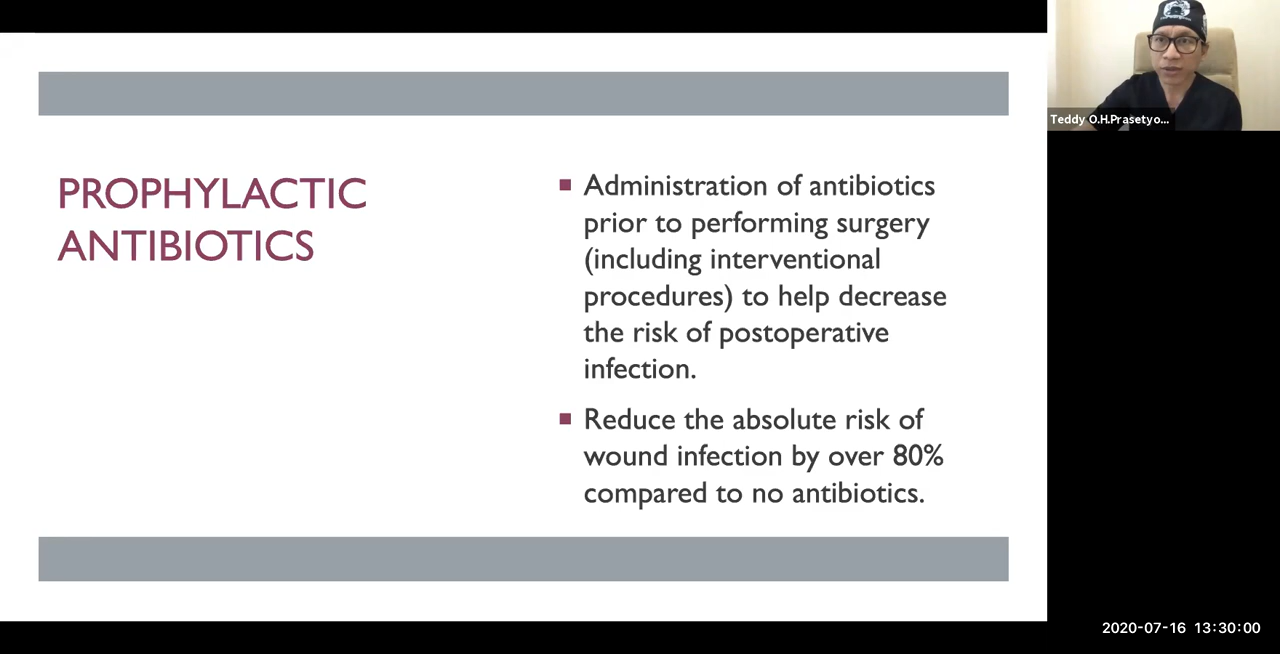 PROPHYLACTIC
ANTIBIOTICS
Administration of antibiotics
prior to performing surgery
(including interventional
procedures) to help decrease
the risk of postoperative
infection.
Reduce the absolute risk of
wound infection by over 80%
compared to no antibiotics.
Teddy O.H.Prasetyo...
2020-07-16 13:30:00